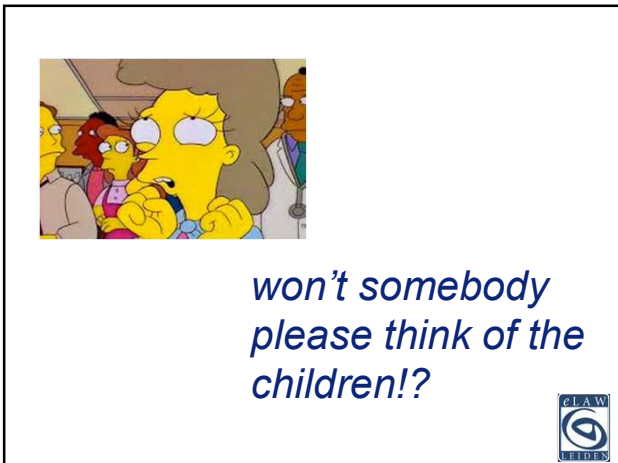 won't somebody
please think of the
children!?
eLAW
LEIDEN